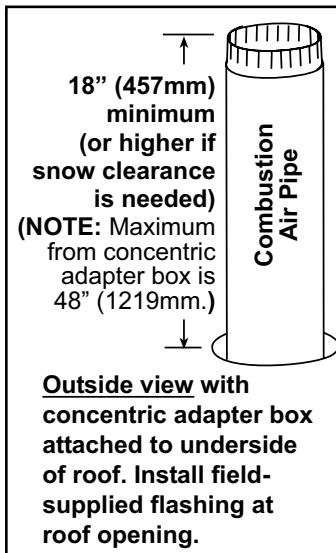 18” (457mm)
minimum
(or higher if
snow clearance
is needed)
(NOTE: Maximum
from concentric
adapter box is
48” (1219mm.)
Combustion
Air Pipe
Outside view with
concentric adapter box
attached to underside
of roof. Install field-
supplied flashing at
roof opening.